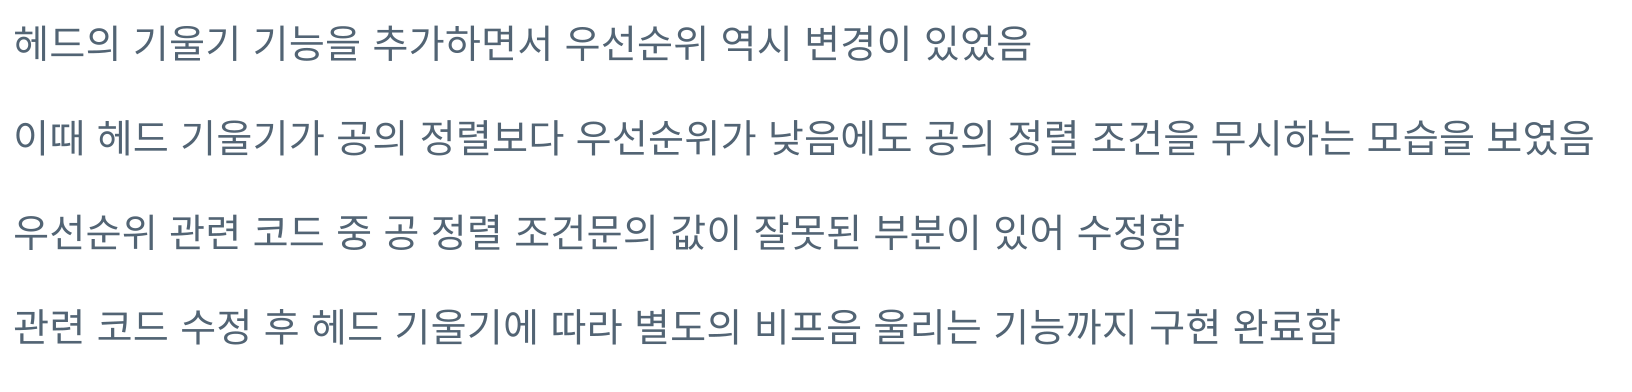 헤드의 기울기 기능을 추가하면서 우선순위 역시 변경이 있었음
이때 헤드 기울기가 공의 정렬보다 우선순위가 낮음에도 공의 정렬 조건을 무시하는 모습을 보였음
우선순위 관련 코드 중 공 정렬 조건문의 값이 잘못된 부분이 있어 수정함
관련 코드 수정 후 헤드 기울기에 따라 별도의 비프음 울리는 기능까지 구현 완료함